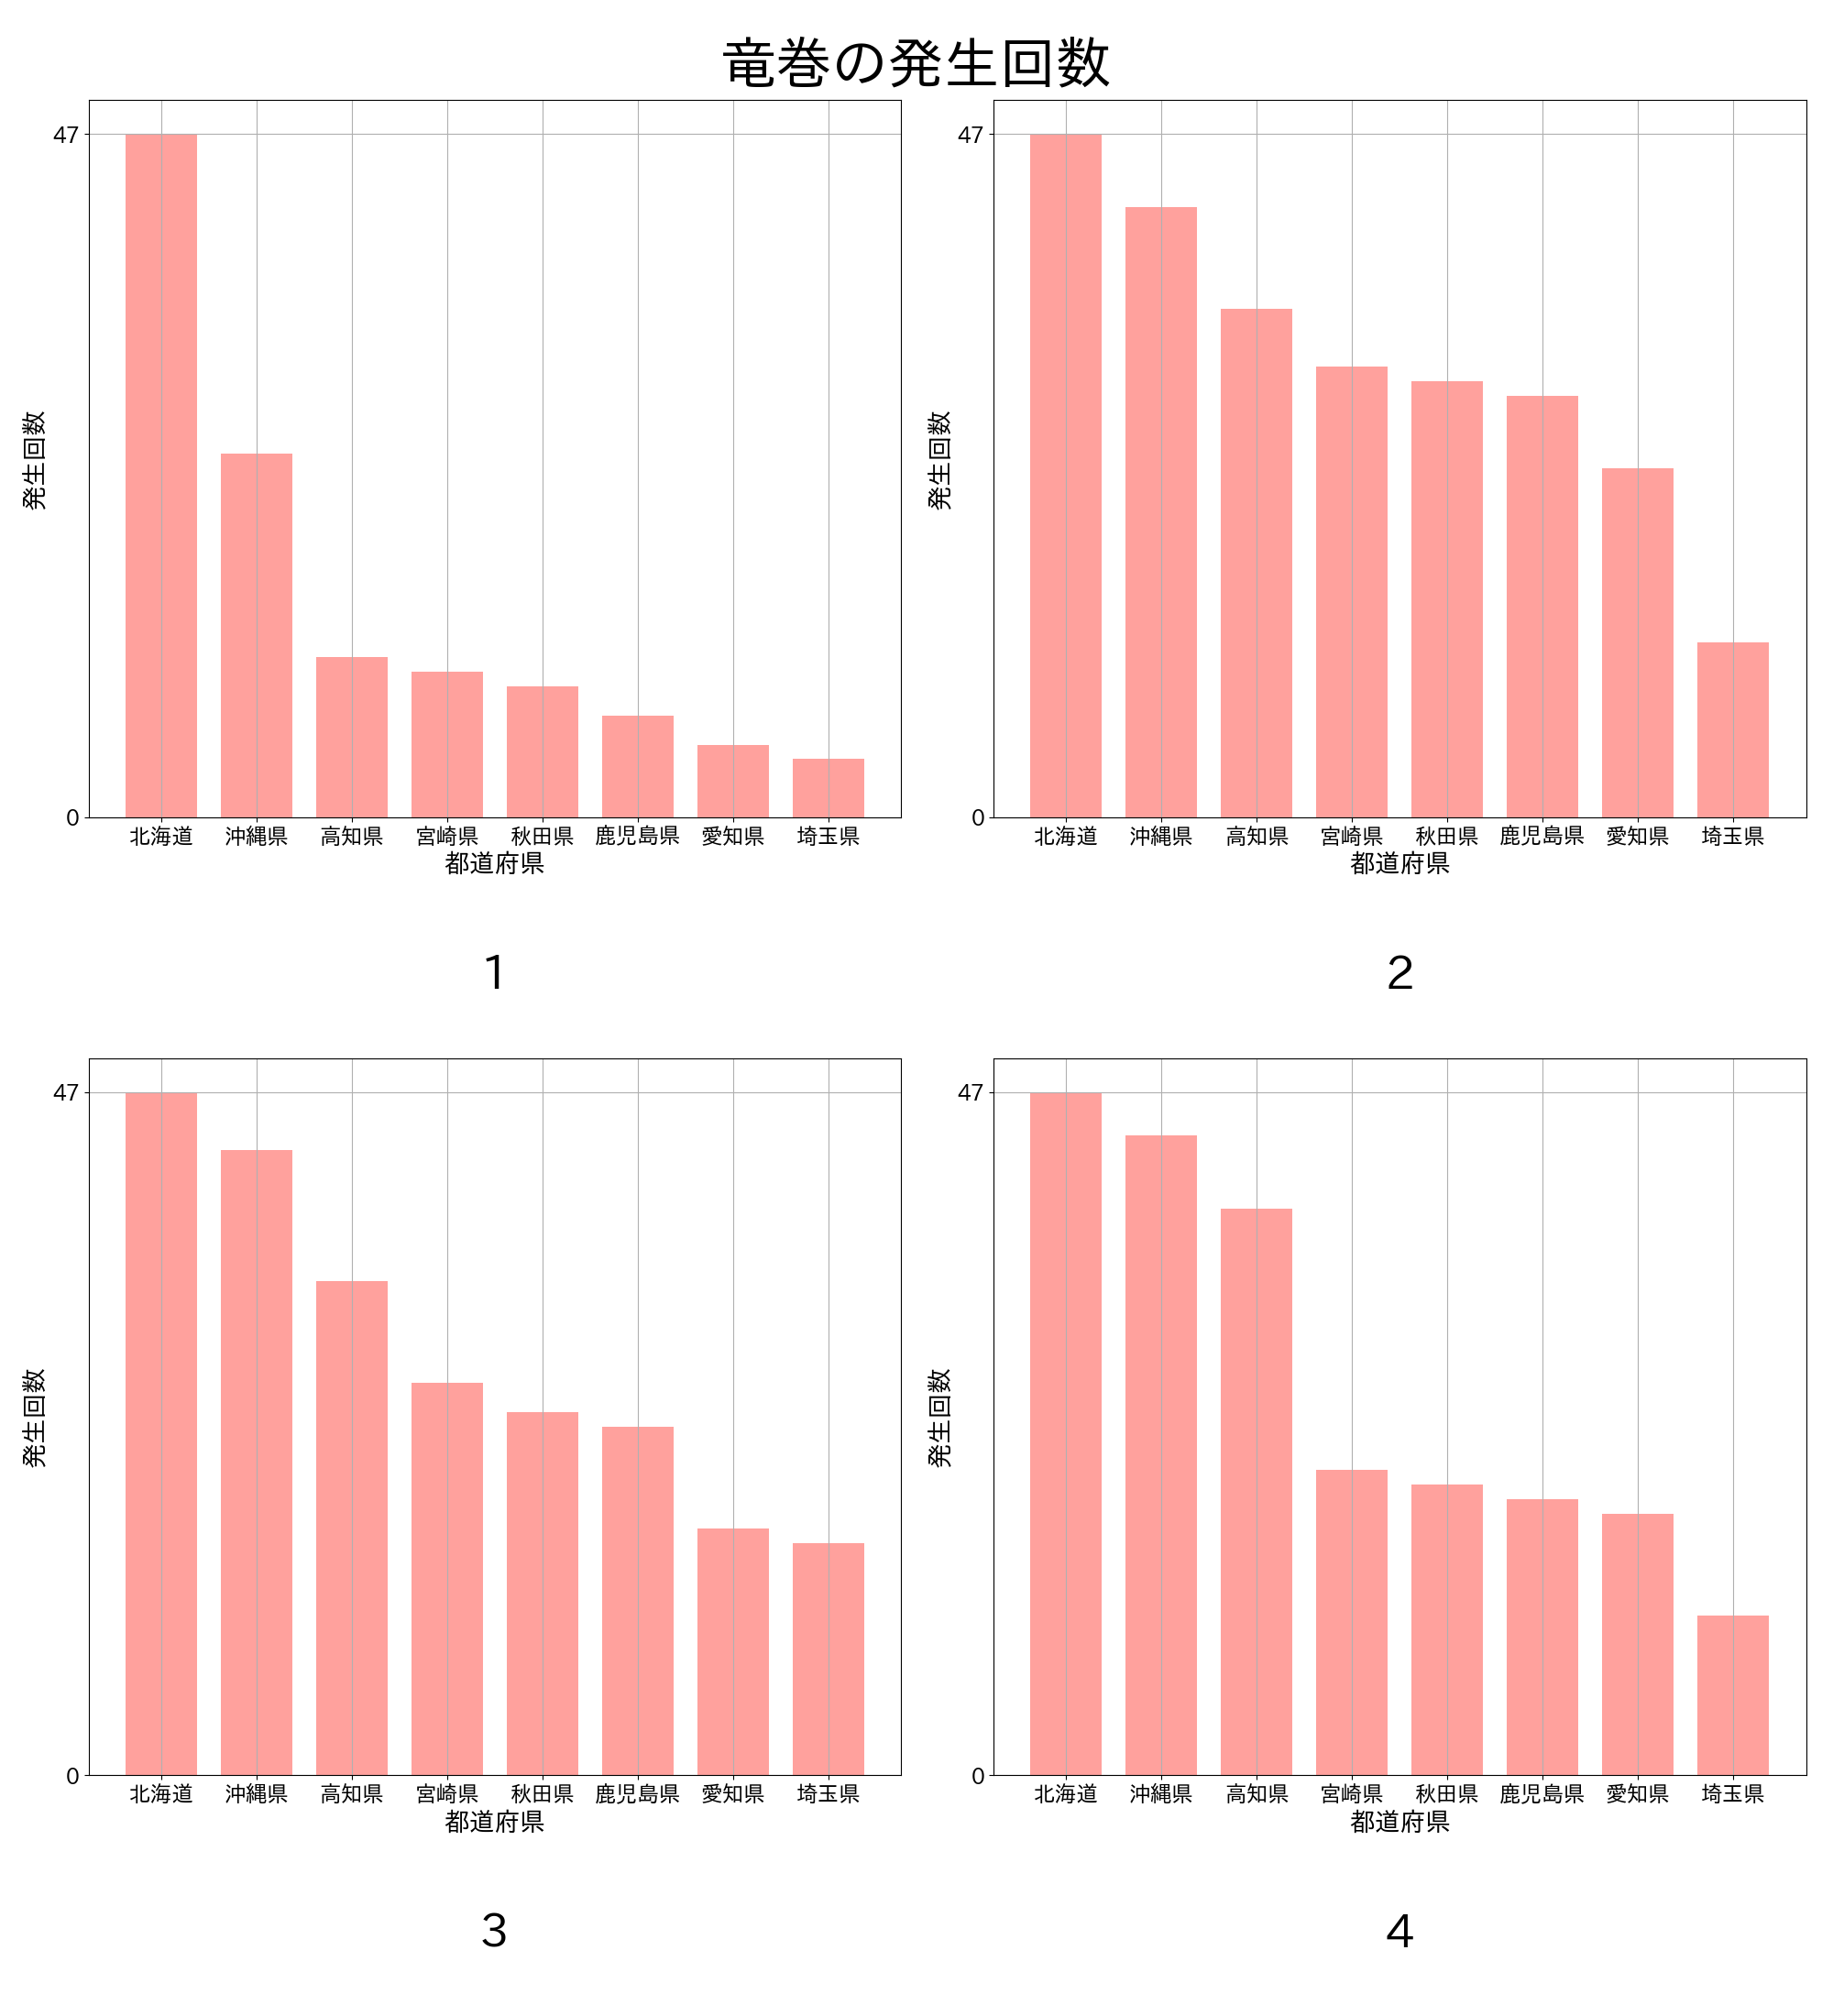 竜巻の発生回数
47
発生回数
0
北海道 沖縄県 高知県 宮崎県 秋田県 鹿児島県 愛知県 埼玉県
都道府県
1
47
発生回数
0
北海道 沖縄県 高知県 宮崎県 秋田県 鹿児島県 愛知県 埼玉県
都道府県
2
47
発生回数
0
北海道 沖縄県 高知県 宮崎県 秋田県 鹿児島県 愛知県 埼玉県
都道府県
3
47
発生回数
0
北海道 沖縄県 高知県 宮崎県 秋田県 鹿児島県 愛知県 埼玉県
都道府県
4